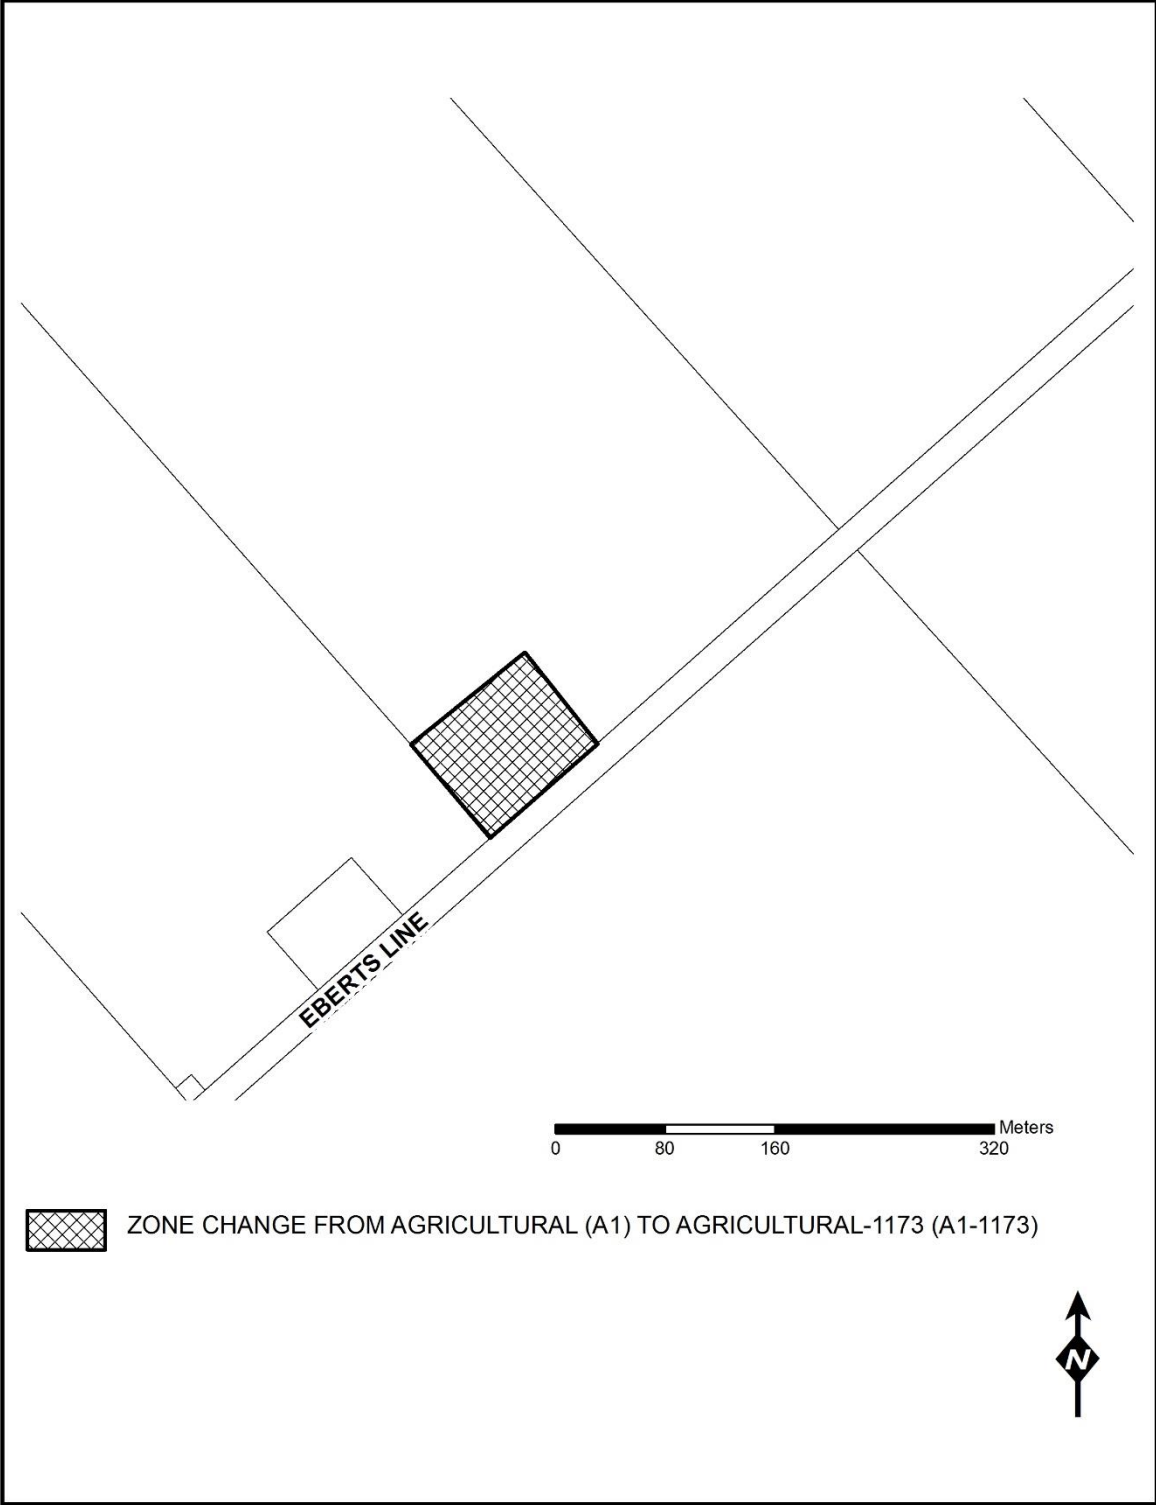 EBERTS LINE
Meters
0 80 160 320
ZONE CHANGE FROM AGRICULTURAL (A1) TO AGRICULTURAL-1173 (A1-1173)
N